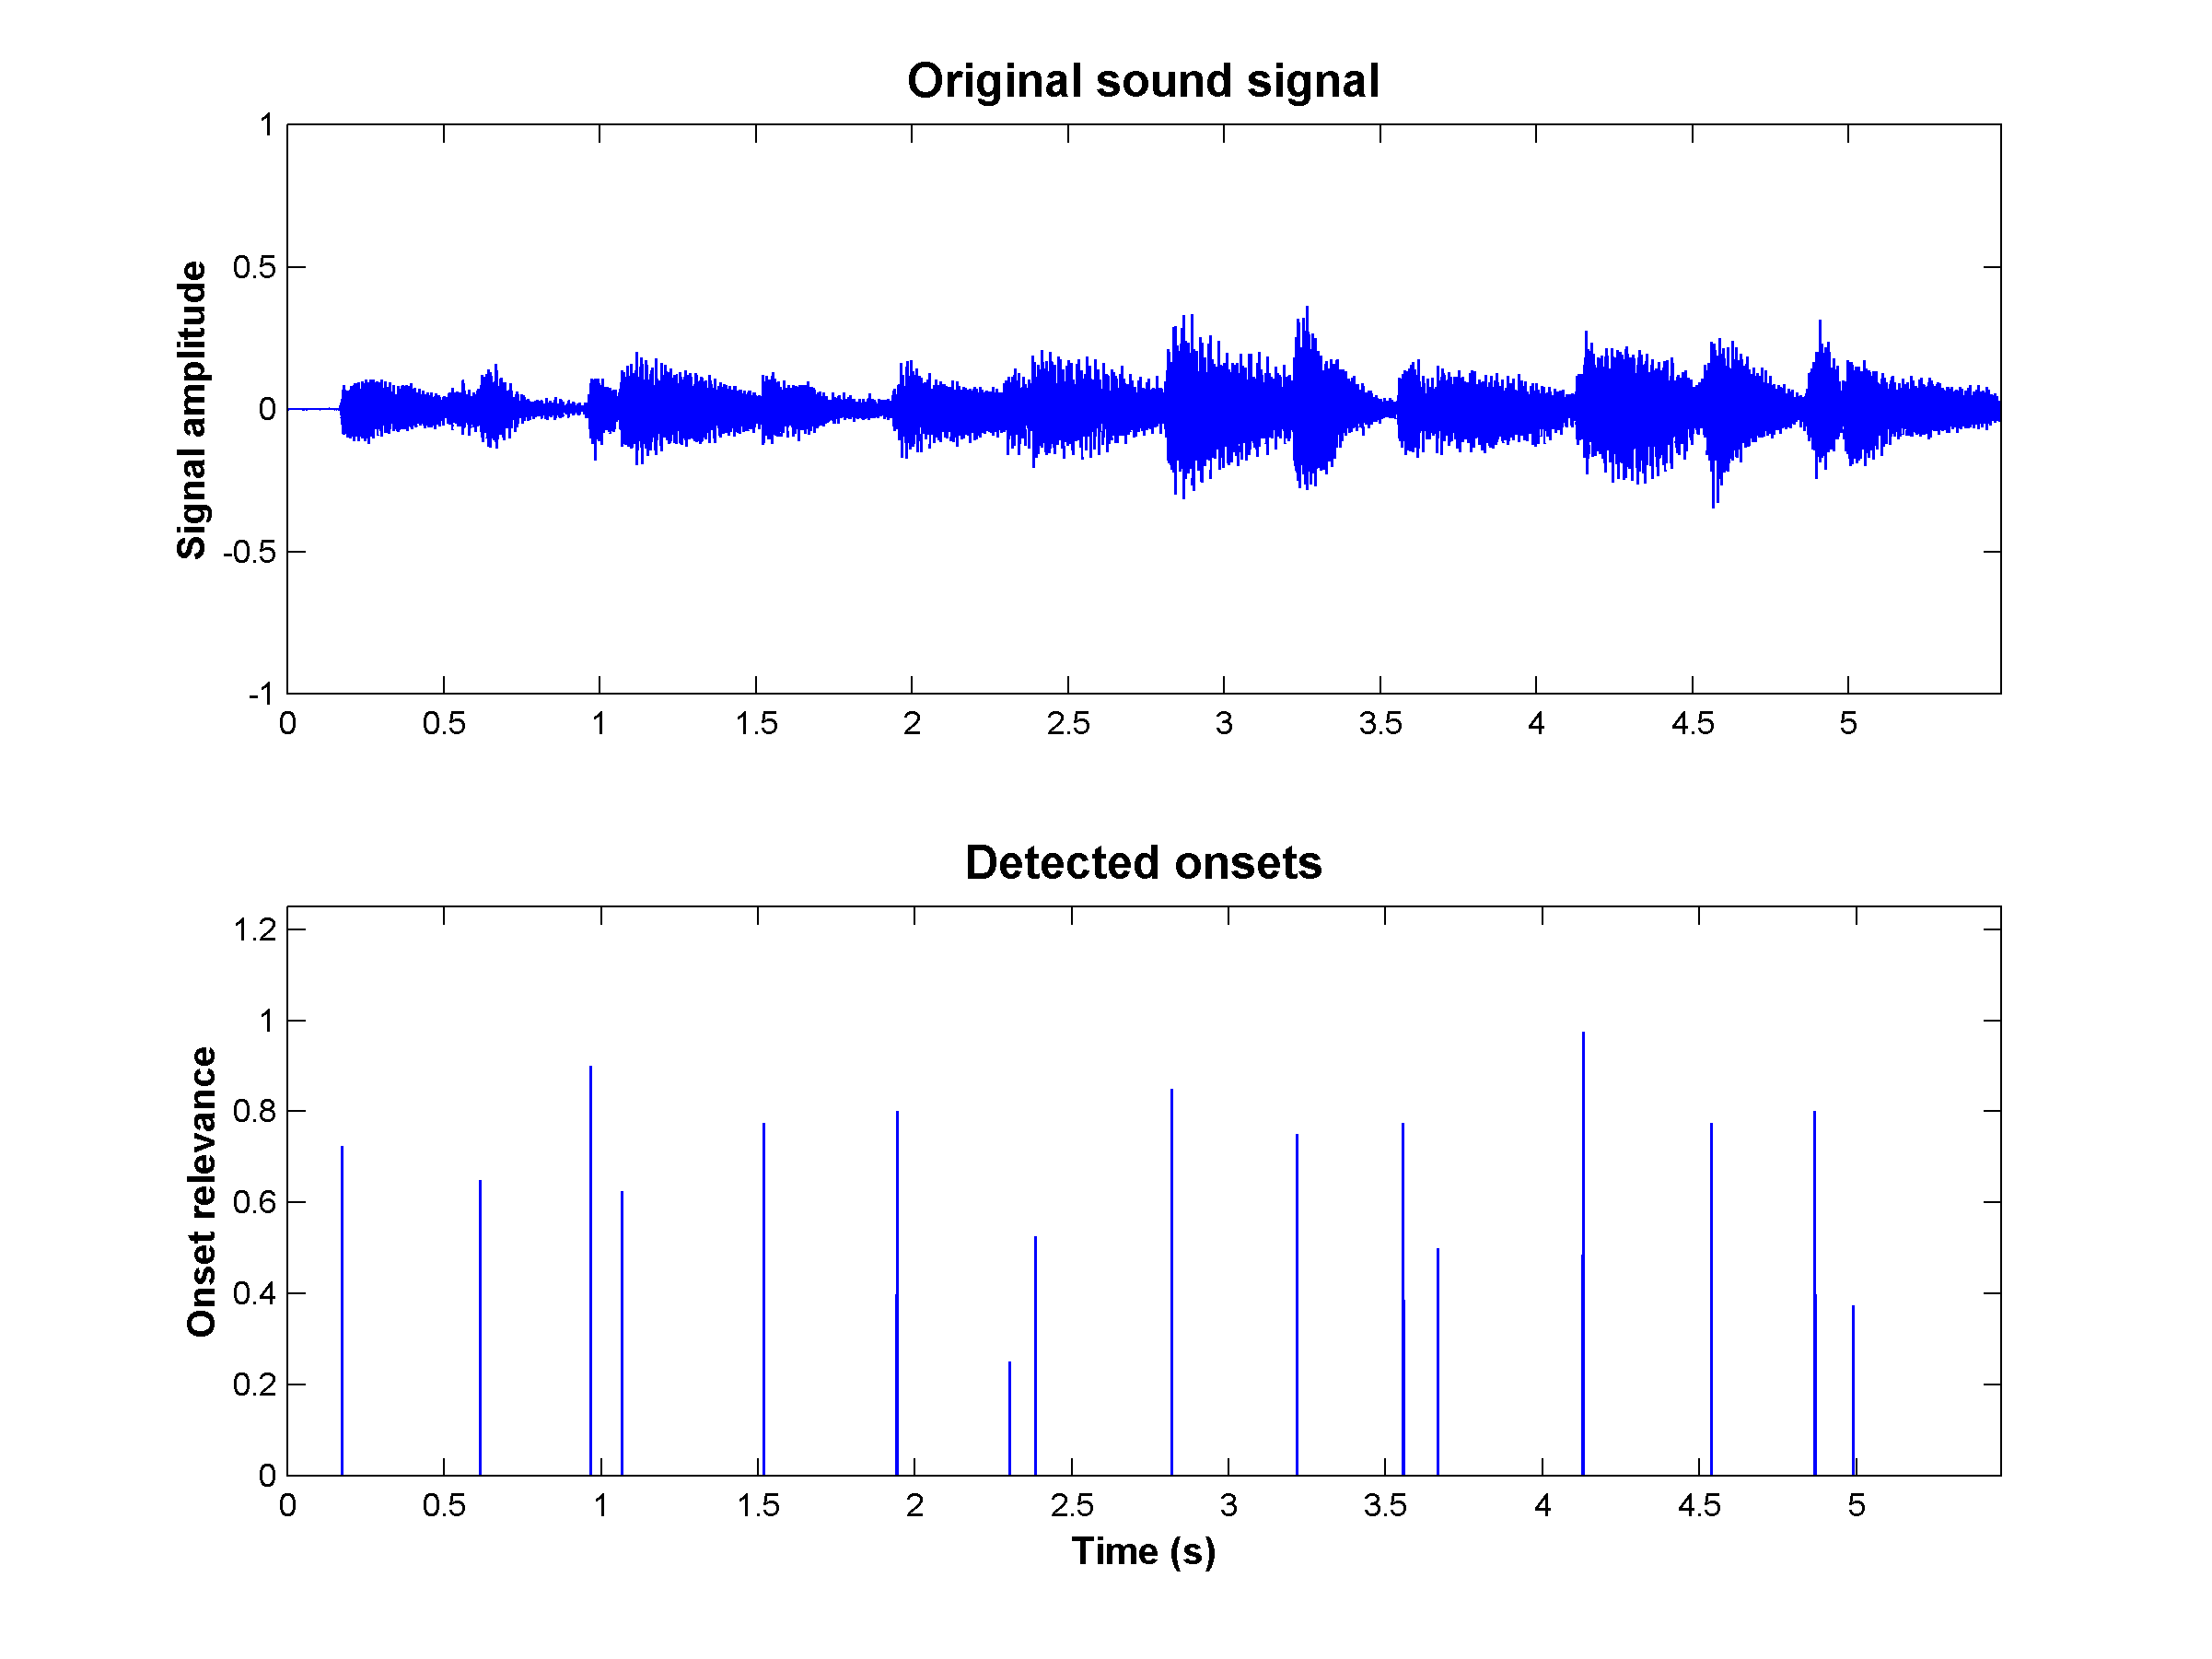 Original sound signal
1
0.5
0
-0.5
-1
Signal amplitude
0 0.5 1 1.5 2 2.5 3 3.5 4 4.5 5
Detected onsets
1.2
1
0.8
0.6
0.4
0.2
0
Onset relevance
0 0.5 1 1.5 2 2.5 3 3.5 4 4.5 5
Time (s)